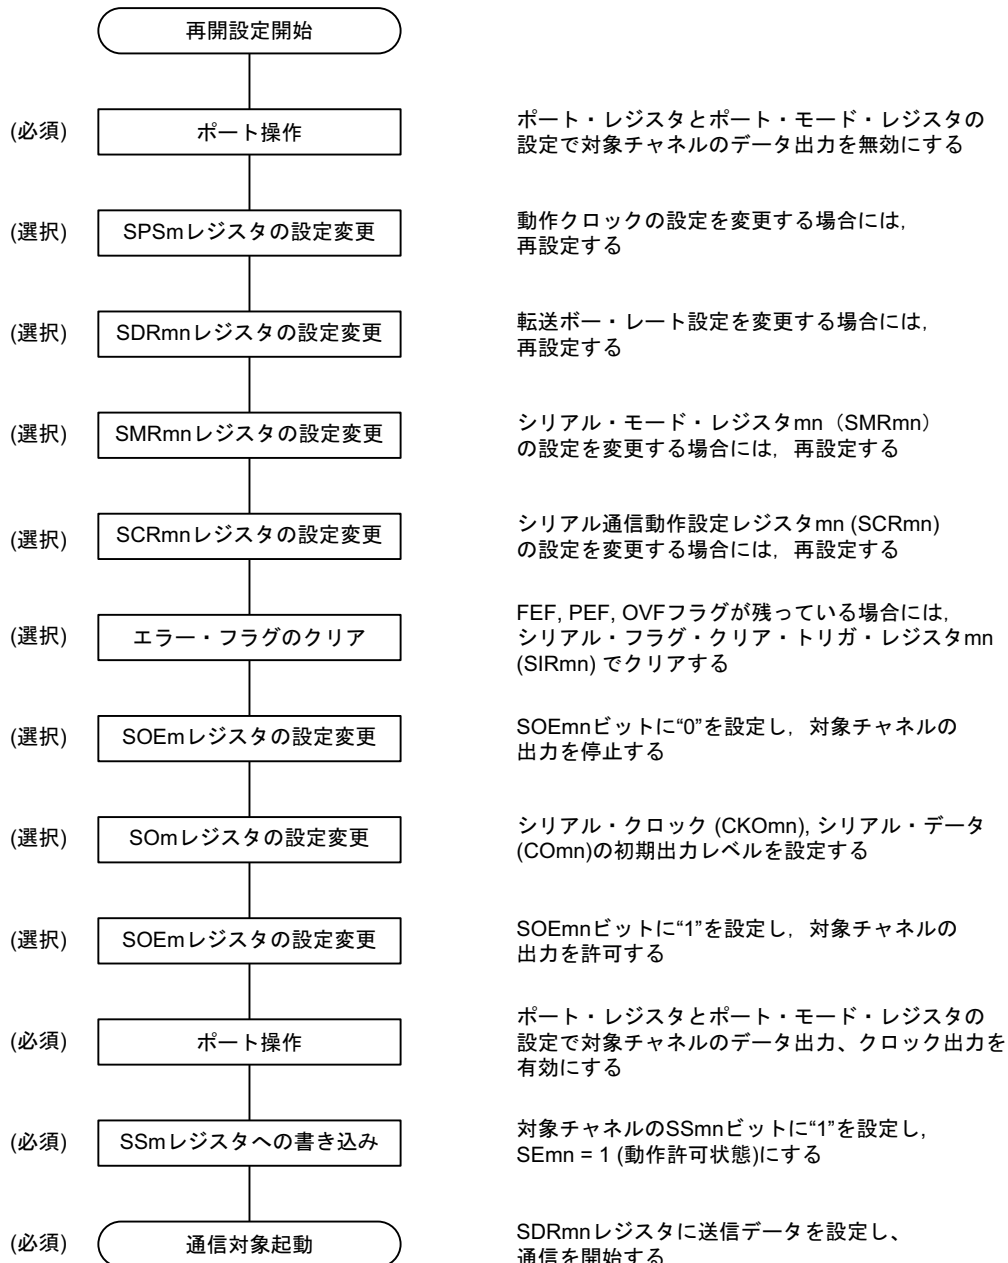 再開設定開始
(必須)
ポート操作
ポート・レジスタとポート・モード・レジスタの
設定で対象チャネルのデータ出力を無効にする
(選択)
SPSmレジスタの設定変更
動作クロックの設定を変更する場合には,
再設定する
(選択)
SDRmnレジスタの設定変更
転送ボー・レート設定を変更する場合には,
再設定する
(選択)
SMRmnレジスタの設定変更
シリアル・モード・レジスタmn（SMRmn）
の設定を変更する場合には, 再設定する
(選択)
SCRmnレジスタの設定変更
シリアル通信動作設定レジスタmn (SCRmn)
の設定を変更する場合には, 再設定する
(選択)
エラー・フラグのクリア
FEF, PEF, OVFフラグが残っている場合には,
シリアル・フラグ・クリア・トリガ・レジスタmn
(SIRmn) でクリアする
(選択)
SOEmレジスタの設定変更
SOEmnビットに“0”を設定し, 対象チャネルの
出力を停止する
(選択)
SOmレジスタの設定変更
シリアル・クロック (CKOmn), シリアル・データ
(COmn)の初期出力レベルを設定する
(選択)
SOEmレジスタの設定変更
SOEmnビットに“1”を設定し, 対象チャネルの
出力を許可する
(必須)
ポート操作
ポート・レジスタとポート・モード・レジスタの
設定で対象チャネルのデータ出力、クロック出力を
有効にする
(必須)
SSmレジスタへの書き込み
対象チャネルのSSmnビットに“1”を設定し,
SEmn = 1 (動作許可状態)にする
(必須)
通信対象起動
SDRmnレジスタに送信データを設定し、
通信を開始する